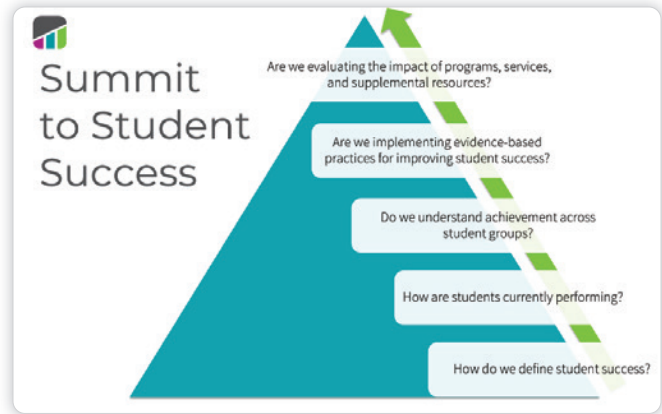 Summit
to Student
Success
Are we evaluating the impact of programs, services,
and supplemental resources?
Are we implementing evidence-based
practices for improving student success?
Do we understand achievement across
student groups?
How are students currently performing?
How do we define student success?